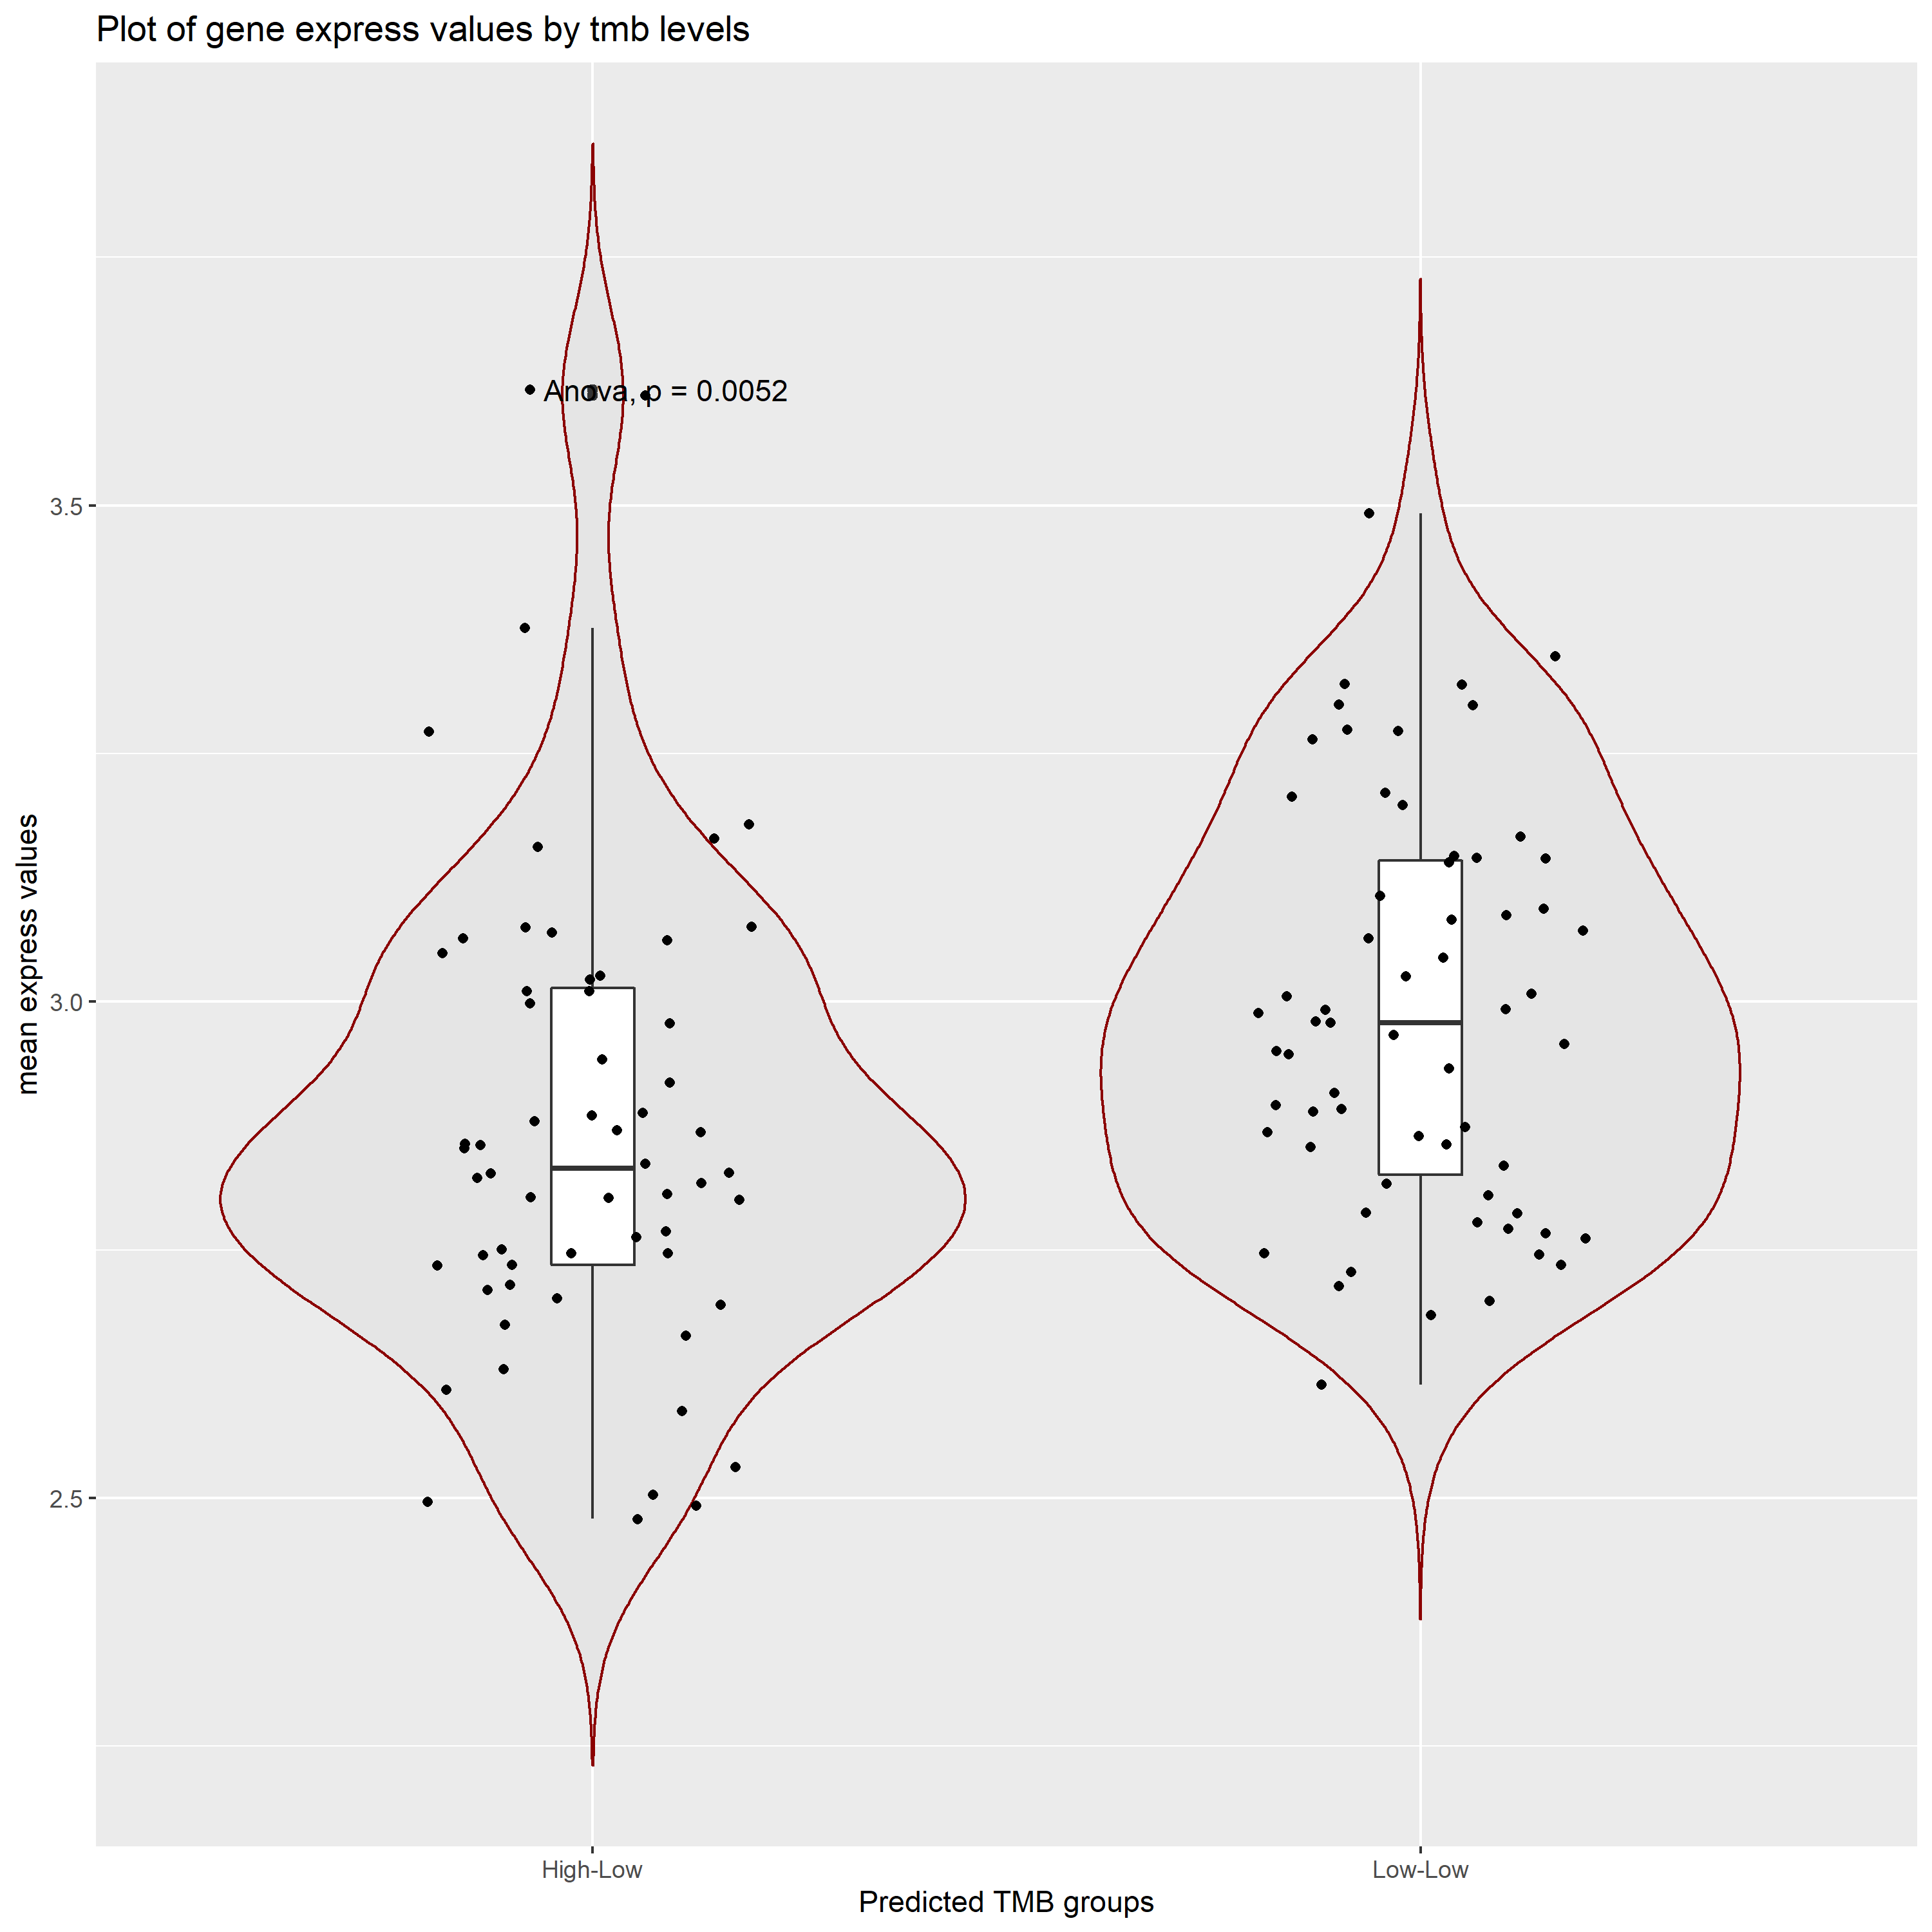 Plot of gene express values by tmb levels
Anova, p = 0.0052
3.5
3.0
2.5
mean express values
High-Low
Low-Low
Predicted TMB groups